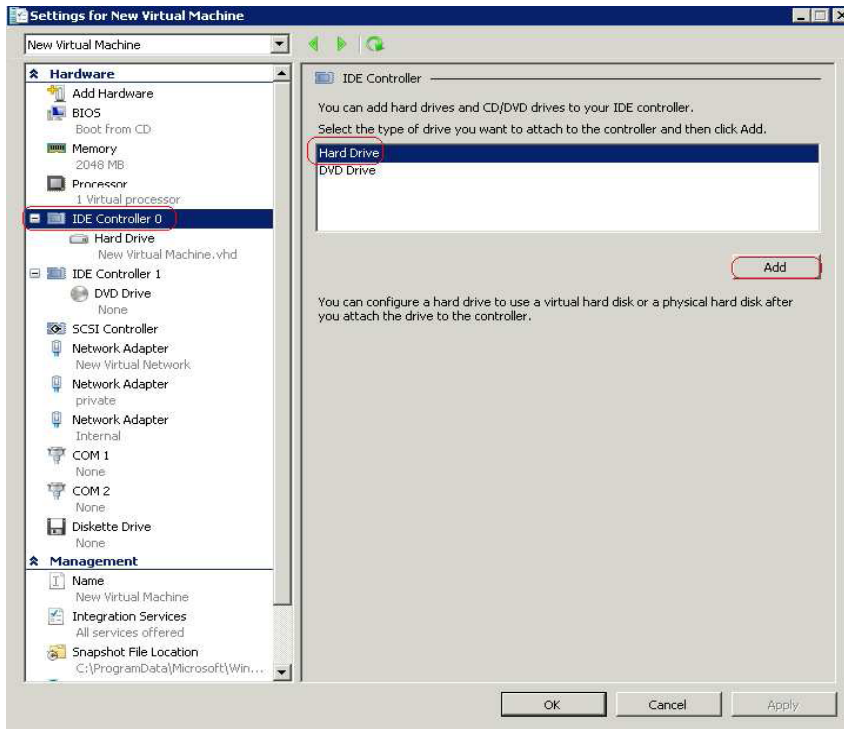 Settings for New Virtual Machine
New Virtual Machine
Hardware
Add Hardware
BIOS
Boot from CD
Memory
2048 MB
Processor
1 Virtual processor
IDE Controller 0
Hard Drive
New Virtual Machine.vhd
IDE Controller 1
DVD Drive
None
SCSI Controller
Network Adapter
New Virtual Network
Network Adapter
private
Network Adapter
Internal
COM 1
None
COM 2
None
Diskette Drive
None
Management
Name
New Virtual Machine
Integration Services
All services offered
Snapshot File Location
C:\ProgramData\Microsoft\Win...
IDE Controller
You can add hard drives and CD/DVD drives to your IDE controller.
Select the type of drive you want to attach to the controller and then click Add.
Hard Drive
DVD Drive
Add
You can configure a hard drive to use a virtual hard disk or a physical hard disk after
you attach the drive to the controller.
OK
Cancel
Apply